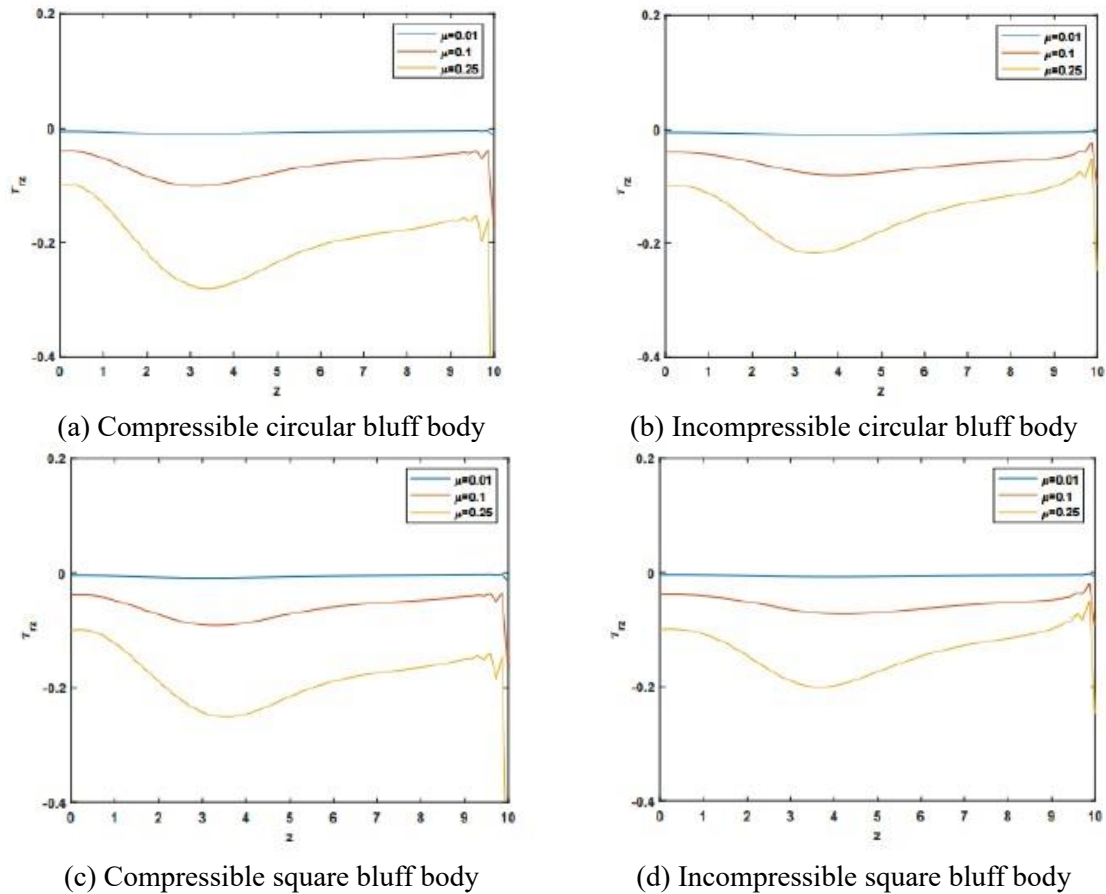 0.2
μ=0.01
μ=0.1
μ=0.25
0
-0.2
-0.4
τrz
0 1 2 3 4 5 6 7 8 9 10
z
(a) Compressible circular bluff body
0.2
μ=0.01
μ=0.1
μ=0.25
0
-0.2
-0.4
τrz
0 1 2 3 4 5 6 7 8 9 10
z
(b) Incompressible circular bluff body
0.2
μ=0.01
μ=0.1
μ=0.25
0
-0.2
-0.4
τrz
0 1 2 3 4 5 6 7 8 9 10
z
(c) Compressible square bluff body
0.2
μ=0.01
μ=0.1
μ=0.25
0
-0.2
-0.4
τrz
0 1 2 3 4 5 6 7 8 9 10
z
(d) Incompressible square bluff body